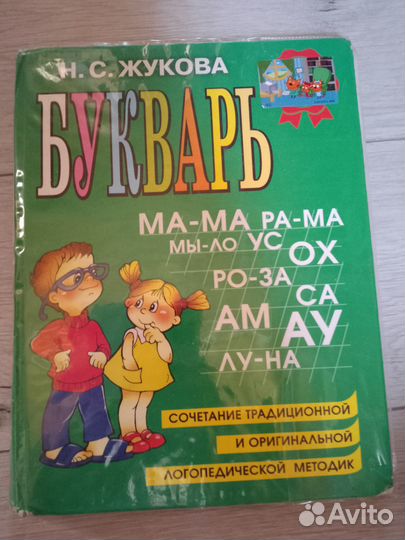 Н. С. ЖУКОВА
БУКВАРЬ
МА-МА РА-МА
МЫ-ЛО УС ОХ
РО-ЗА СА
АМ АУ
ЛУ-НА
СОЧЕТАНИЕ ТРАДИЦИОННОЙ
И ОРИГИНАЛЬНОЙ
ЛОГОПЕДИЧЕСКОЙ МЕТОДИК
Avito